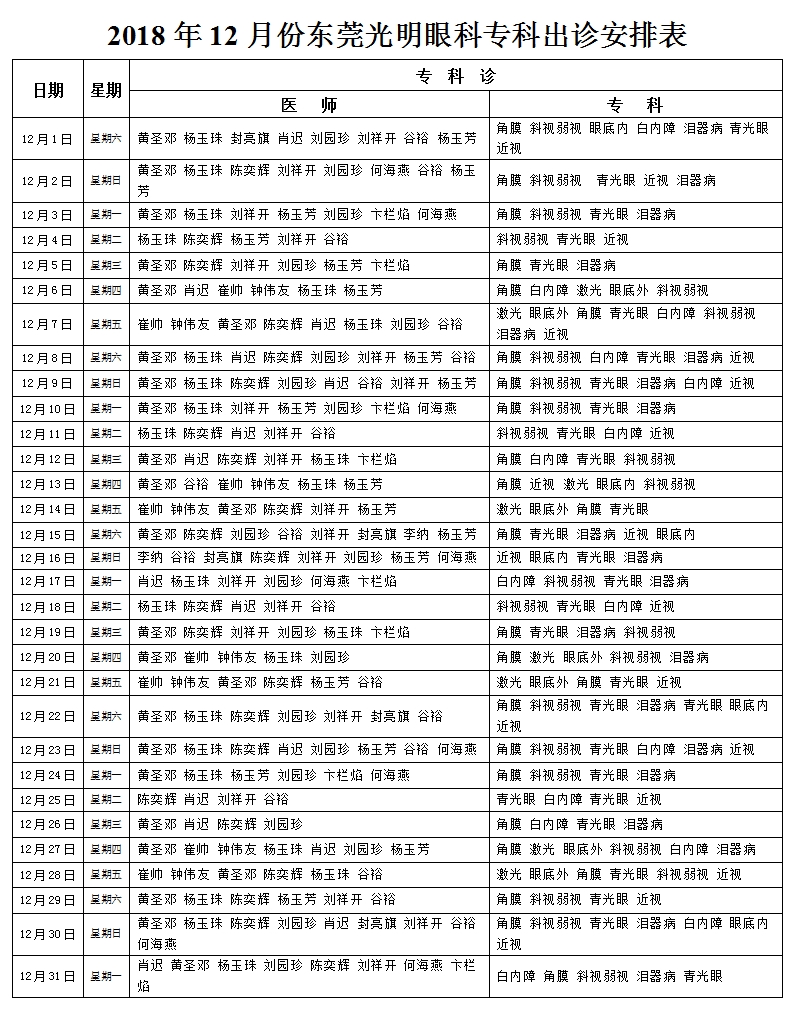 2018 年 12 月份东莞光明眼科专科出诊安排表
日期 星期 专 科 诊
医 师 专 科
12月1日 星期六 黄圣邓 杨玉珠 封亮旗 肖迟 刘园珍 刘祥开 谷裕 杨玉芳 角膜 斜视弱视 眼底内 白内障 泪器病 青光眼
近视
12月2日 星期日 黄圣邓 杨玉珠 陈奕辉 刘祥开 刘园珍 何海燕 谷裕 杨玉
芳 角膜 斜视弱视 青光眼 近视 泪器病
12月3日 星期一 黄圣邓 杨玉珠 刘祥开 杨玉芳 刘园珍 卞栏焰 何海燕 角膜 斜视弱视 青光眼 泪器病
12月4日 星期二 杨玉珠 陈奕辉 杨玉芳 刘祥开 谷裕 斜视弱视 青光眼 近视
12月5日 星期三 黄圣邓 陈奕辉 刘祥开 刘园珍 杨玉芳 卞栏焰 角膜 青光眼 泪器病
12月6日 星期四 黄圣邓 肖迟 崔帅 钟伟友 杨玉珠 杨玉芳 角膜 白内障 激光 眼底外 斜视弱视
12月7日 星期五 崔帅 钟伟友 黄圣邓 陈奕辉 肖迟 杨玉珠 刘园珍 谷裕 激光 眼底外 角膜 青光眼 白内障 斜视弱视
泪器病 近视
12月8日 星期六 黄圣邓 杨玉珠 肖迟 陈奕辉 刘园珍 刘祥开 杨玉芳 谷裕 角膜 斜视弱视 白内障 青光眼 泪器病 近视
12月9日 星期日 黄圣邓 杨玉珠 陈奕辉 刘园珍 肖迟 谷裕 刘祥开 杨玉芳 角膜 斜视弱视 青光眼 泪器病 白内障 近视
12月10日 星期一 黄圣邓 杨玉珠 刘祥开 杨玉芳 刘园珍 卞栏焰 何海燕 角膜 斜视弱视 青光眼 泪器病
12月11日 星期二 杨玉珠 陈奕辉 肖迟 刘祥开 谷裕 斜视弱视 青光眼 白内障 近视
12月12日 星期三 黄圣邓 肖迟 陈奕辉 刘祥开 杨玉珠 卞栏焰 角膜 白内障 青光眼 斜视弱视
12月13日 星期四 黄圣邓 谷裕 崔帅 钟伟友 杨玉珠 杨玉芳 角膜 近视 激光 眼底内 斜视弱视
12月14日 星期五 崔帅 钟伟友 黄圣邓 陈奕辉 刘祥开 杨玉芳 激光 眼底外 角膜 青光眼
12月15日 星期六 黄圣邓 陈奕辉 刘园珍 谷裕 刘祥开 封亮旗 李纳 杨玉芳 角膜 青光眼 泪器病 近视 眼底内
12月16日 星期日 李纳 谷裕 封亮旗 陈奕辉 刘祥开 刘园珍 杨玉芳 何海燕 近视 眼底内 青光眼 泪器病
12月17日 星期一 肖迟 杨玉珠 刘祥开 刘园珍 何海燕 卞栏焰 白内障 斜视弱视 青光眼 泪器病
12月18日 星期二 杨玉珠 陈奕辉 肖迟 刘祥开 谷裕 斜视弱视 青光眼 白内障 近视
12月19日 星期三 黄圣邓 陈奕辉 刘祥开 刘园珍 杨玉珠 卞栏焰 角膜 青光眼 泪器病 斜视弱视
12月20日 星期四 黄圣邓 崔帅 钟伟友 杨玉珠 刘园珍 角膜 激光 眼底外 斜视弱视 泪器病
12月21日 星期五 崔帅 钟伟友 黄圣邓 陈奕辉 杨玉芳 谷裕 激光 眼底外 角膜 青光眼 近视
12月22日 星期六 黄圣邓 杨玉珠 陈奕辉 刘园珍 刘祥开 封亮旗 谷裕 角膜 斜视弱视 青光眼 泪器病 青光眼 眼底内
近视
12月23日 星期日 黄圣邓 杨玉珠 陈奕辉 肖迟 刘园珍 杨玉芳 谷裕 何海燕 角膜 斜视弱视 青光眼 白内障 泪器病 近视
12月24日 星期一 黄圣邓 杨玉珠 杨玉芳 刘园珍 卞栏焰 何海燕 角膜 斜视弱视 青光眼 泪器病
12月25日 星期二 陈奕辉 肖迟 刘祥开 谷裕 青光眼 白内障 青光眼 近视
12月26日 星期三 黄圣邓 肖迟 陈奕辉 刘园珍 角膜 白内障 青光眼 泪器病
12月27日 星期四 黄圣邓 崔帅 钟伟友 杨玉珠 肖迟 刘园珍 杨玉芳 角膜 激光 眼底外 斜视弱视 白内障 泪器病
12月28日 星期五 崔帅 钟伟友 黄圣邓 陈奕辉 杨玉珠 谷裕 激光 眼底外 角膜 青光眼 斜视弱视 近视
12月29日 星期六 黄圣邓 杨玉珠 陈奕辉 杨玉芳 刘祥开 谷裕 角膜 斜视弱视 青光眼 近视
12月30日 星期日 黄圣邓 杨玉珠 陈奕辉 刘园珍 肖迟 封亮旗 刘祥开 谷裕
何海燕 角膜 斜视弱视 青光眼 泪器病 白内障 眼底内
近视
12月31日 星期一 肖迟 黄圣邓 杨玉珠 刘园珍 陈奕辉 刘祥开 何海燕 卞栏
焰 白内障 角膜 斜视弱视 泪器病 青光眼